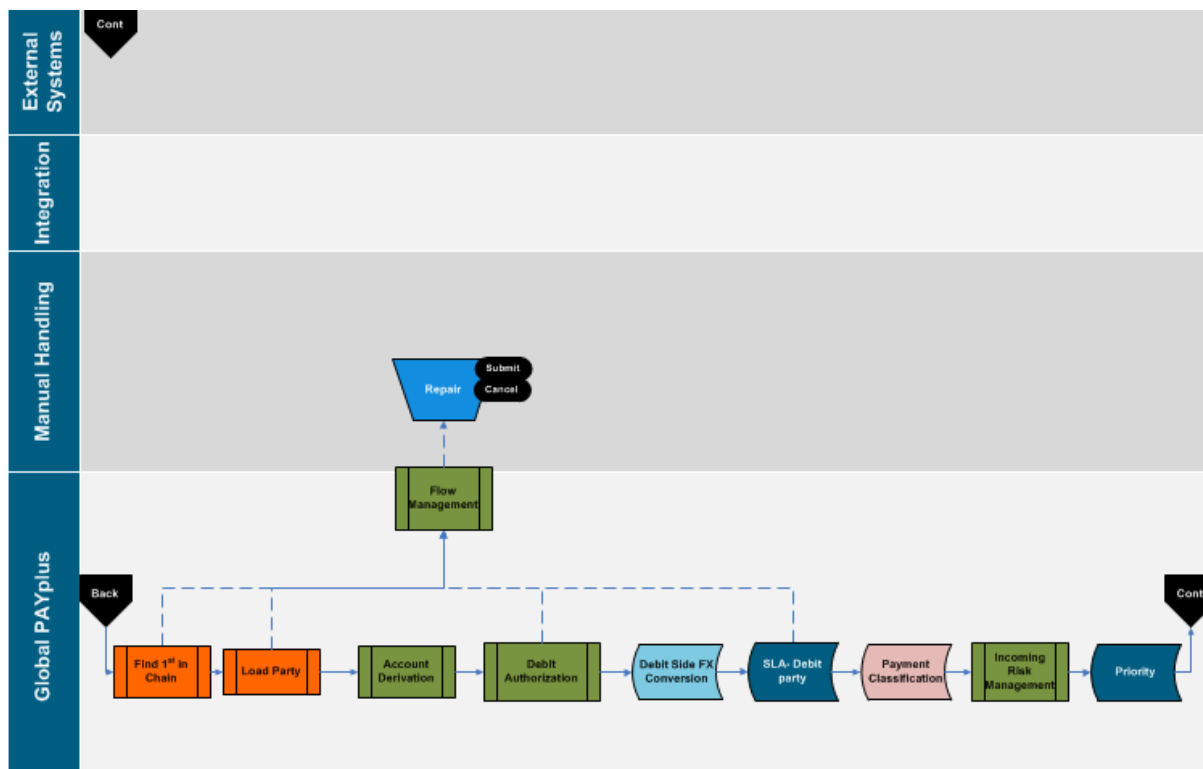 External
Systems
Cont
Integration
Manual Handling
Repair
Submit
Cancel
Global PAYplus
Flow
Management
Back
Cont
Find 1st in
Chain
Load Party
Account
Derivation
Debit
Authorization
Debit Side FX
Conversion
SLA- Debit
party
Payment
Classification
Incoming
Risk
Management
Priority